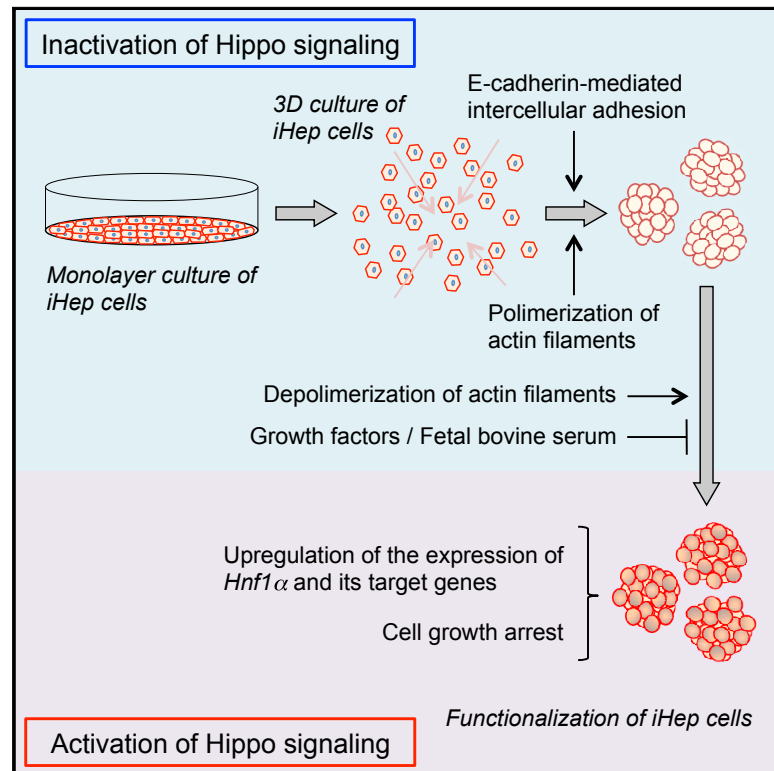 Inactivation of Hippo signaling
3D culture of
iHep cells
E-cadherin-mediated
intercellular adhesion
Monolayer culture of
iHep cells
Polimerization of
actin filaments
Depolimerization of actin filaments
Growth factors / Fetal bovine serum
Upregulation of the expression of
Hnf1α and its target genes
Cell growth arrest
Functionalization of iHep cells
Activation of Hippo signaling